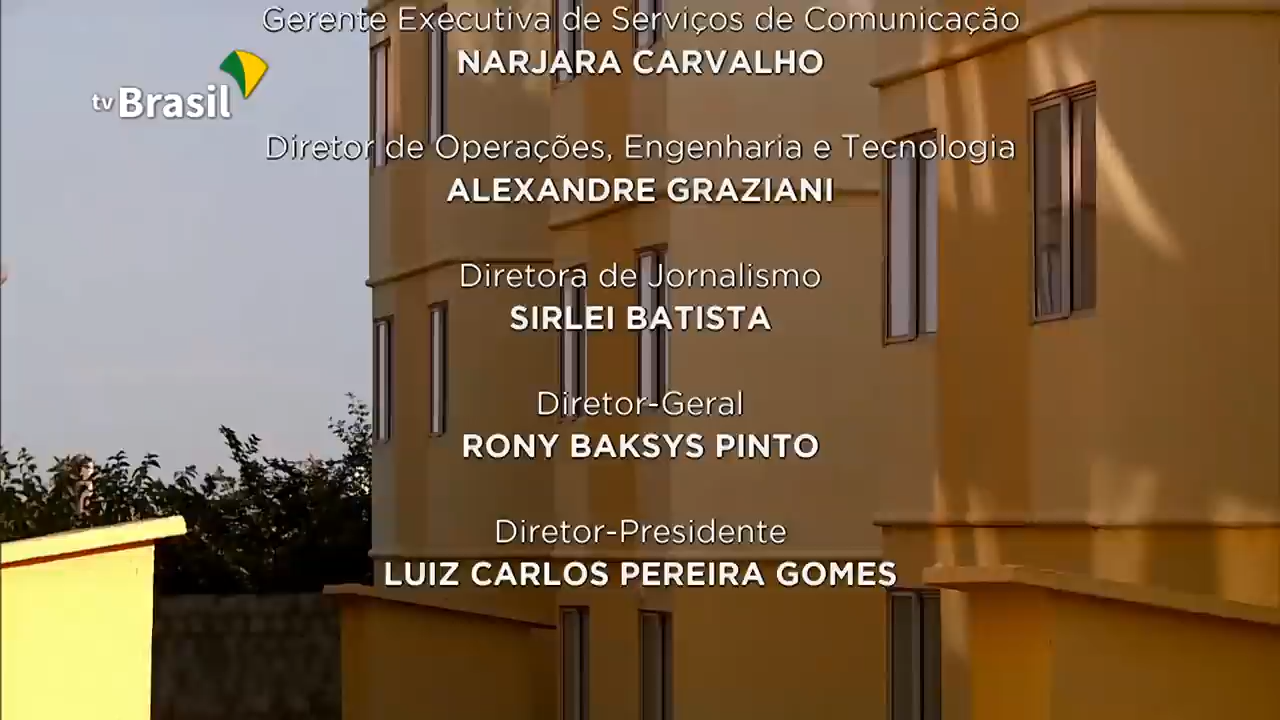 Gerente Executiva de Serviços de Comunicação
NARJARA CARVALHO
tv Brasil
Diretor de Operações, Engenharia e Tecnologia
ALEXANDRE GRAZIANI
Diretora de Jornalismo
SIRLEI BATISTA
Diretor-Geral
RONY BAKSYS PINTO
Diretor-Presidente
LUIZ CARLOS PEREIRA GOMES